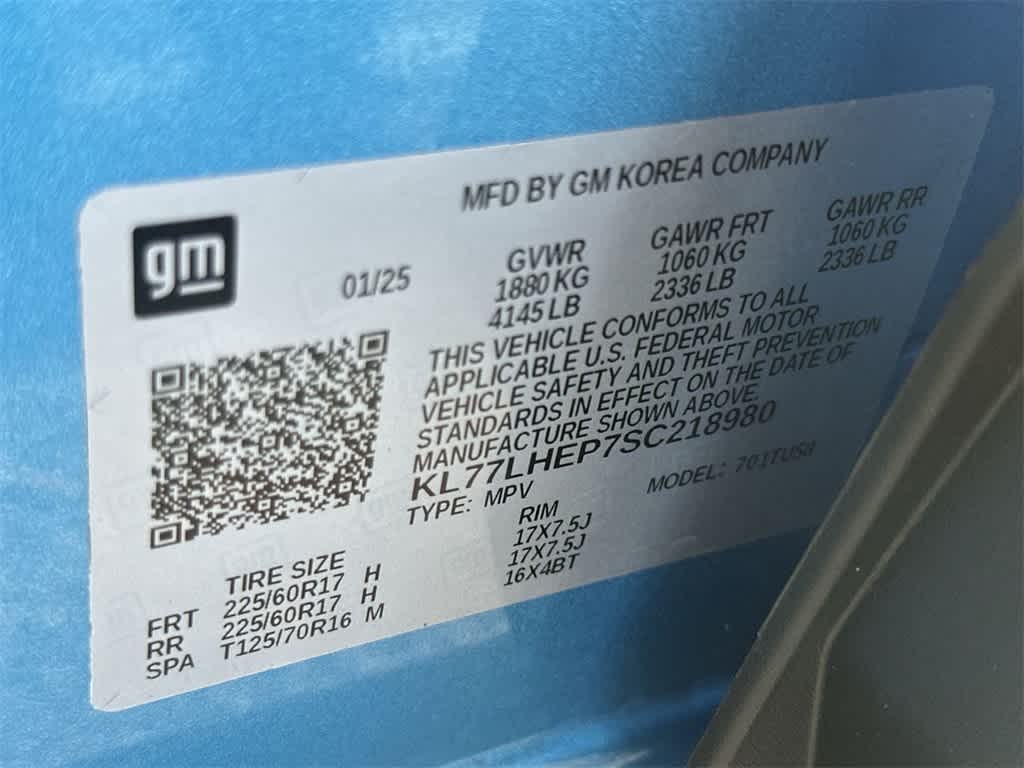 MFD BY GM KOREA COMPANY
gm
01/25
GVWR
1880 KG
4145 LB
GAWR FRT
1060 KG
2336 LB
GAWR RR
1060 KG
2336 LB
THIS VEHICLE CONFORMS TO ALL
APPLICABLE U.S. FEDERAL MOTOR
VEHICLE SAFETY AND THEFT PREVENTION
STANDARDS IN EFFECT ON THE DATE OF
MANUFACTURE SHOWN ABOVE.
KL77LHEP7SC218980
TYPE: MPV
MODEL: 701TUS8
TIRE SIZE RIM
FRT 225/60R17 H 17X7.5J
RR 225/60R17 H 17X7.5J
SPA T125/70R16 M 16X4BT